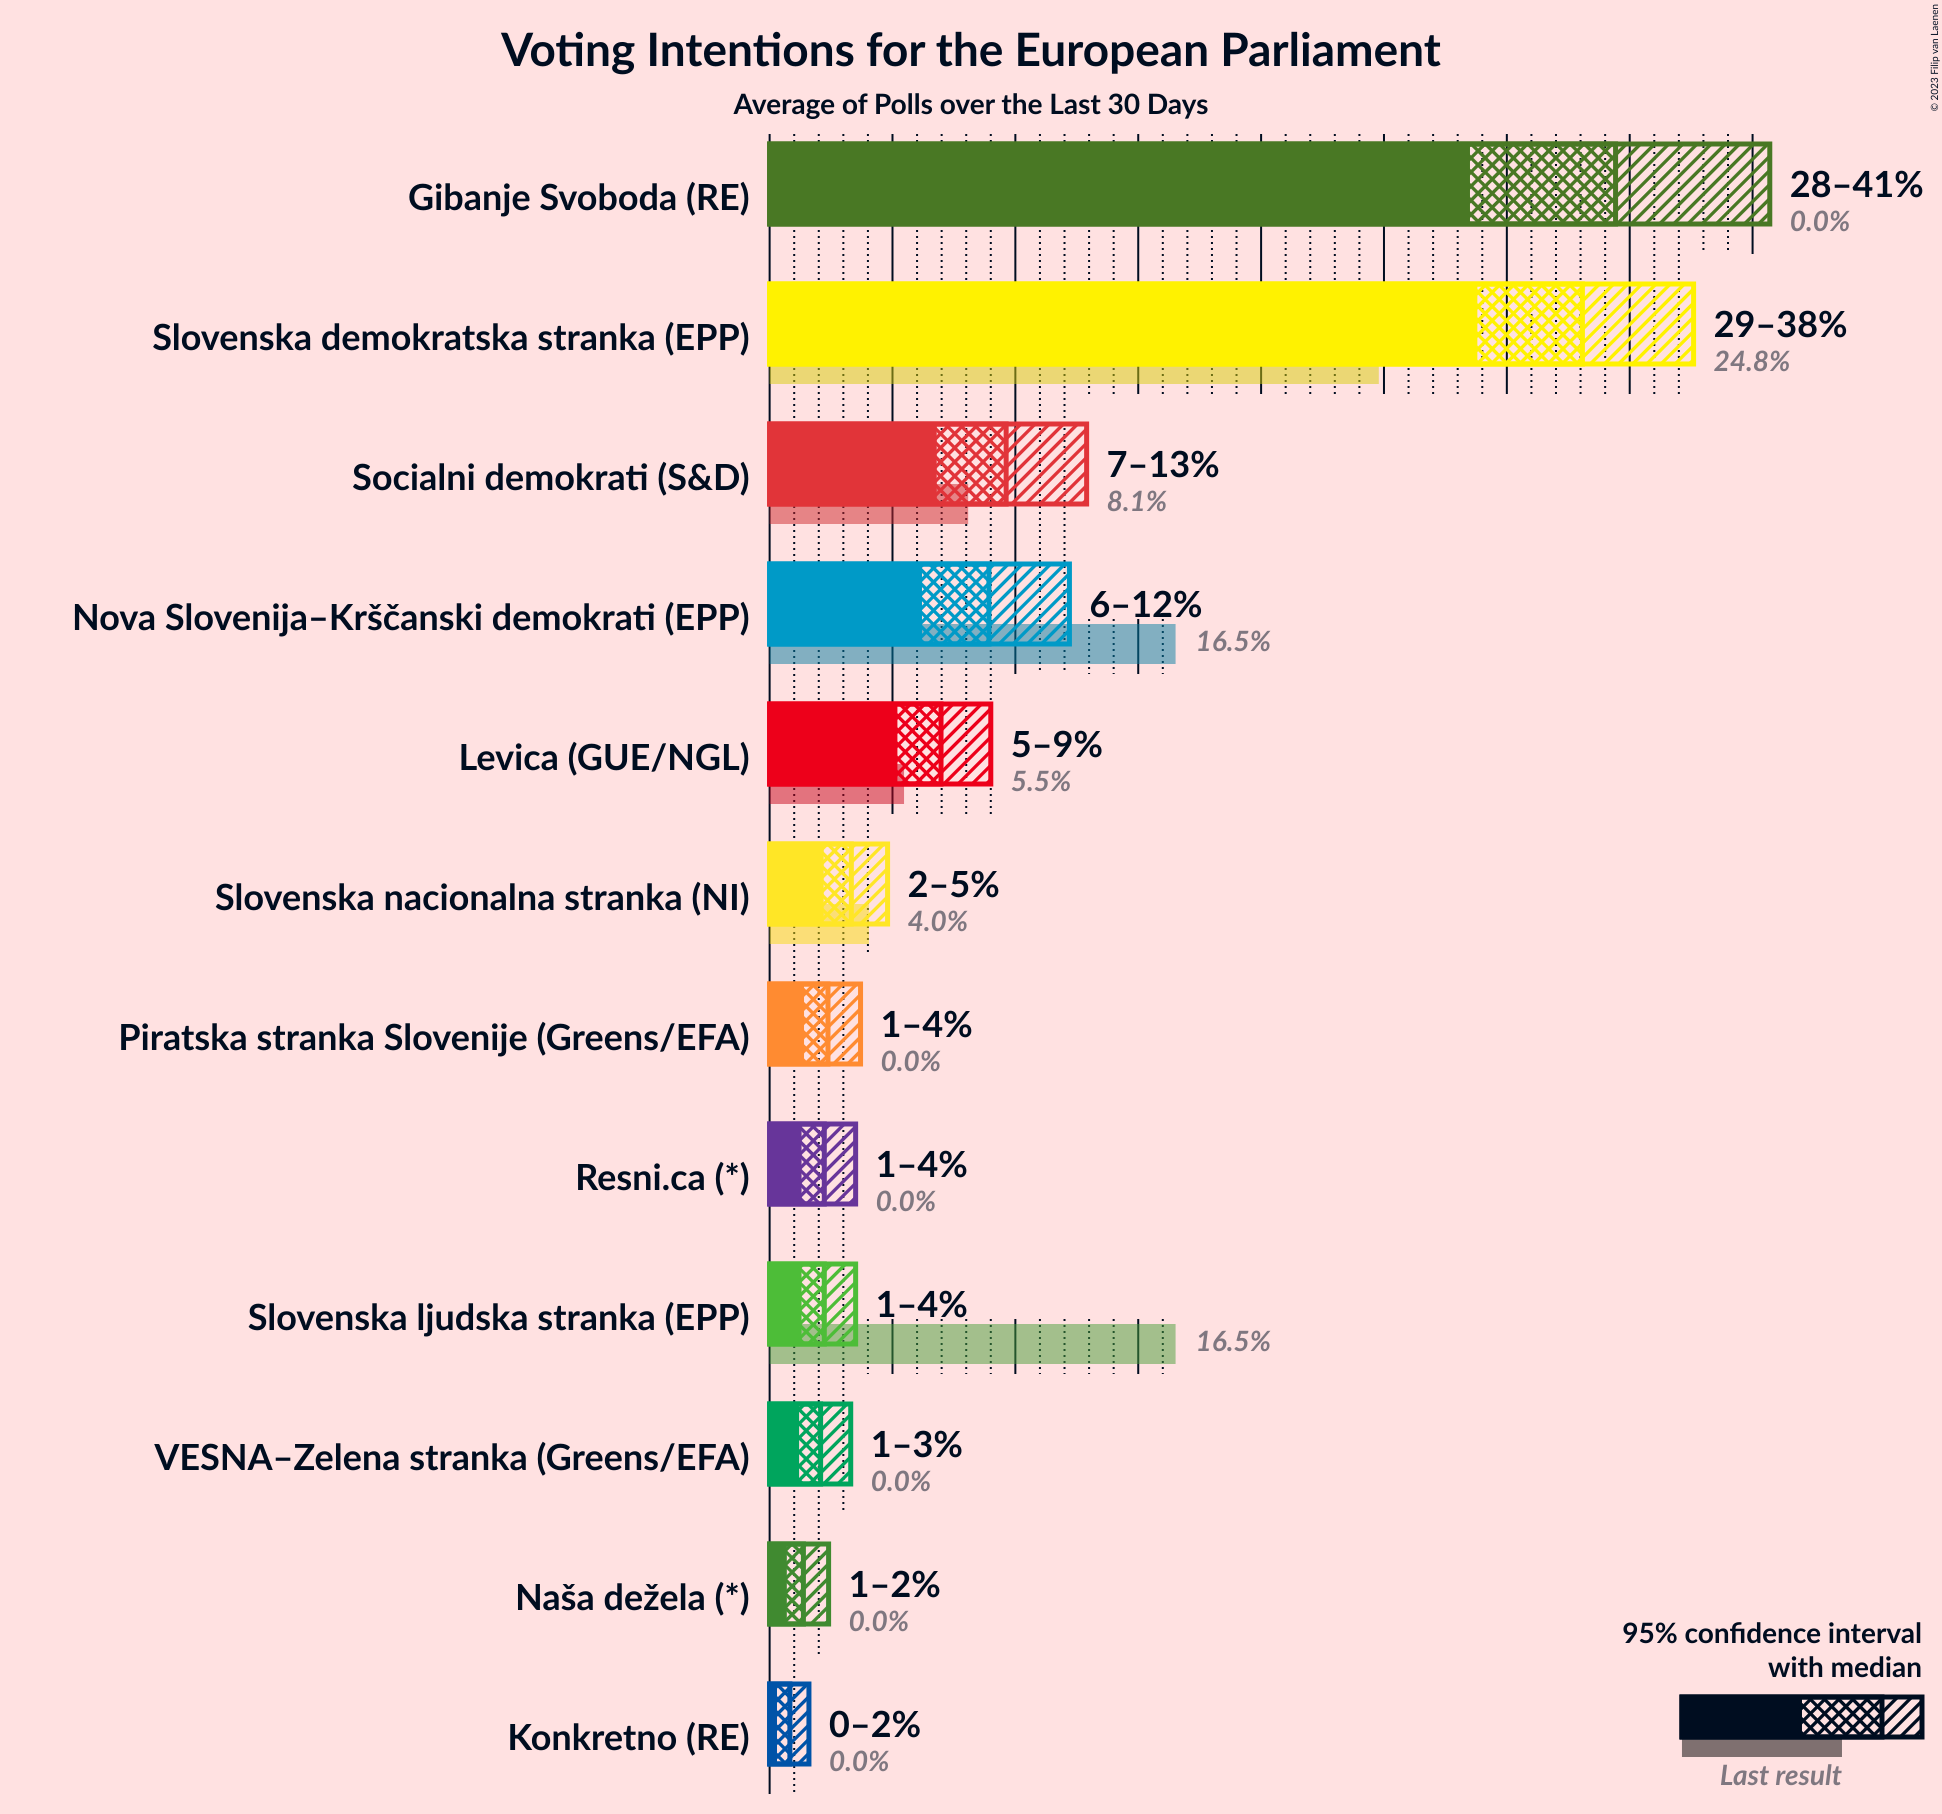 Voting Intentions for the European Parliament
Average of Polls over the Last 30 Days
© 2023 Filip van Laenen
Gibanje Svoboda (RE)
28–41%
0.0%
Slovenska demokratska stranka (EPP)
29–38%
24.8%
Socialni demokrati (S&D)
7–13%
8.1%
Nova Slovenija–Krščanski demokrati (EPP)
6–12%
16.5%
Levica (GUE/NGL)
5–9%
5.5%
Slovenska nacionalna stranka (NI)
2–5%
4.0%
Piratska stranka Slovenije (Greens/EFA)
1–4%
0.0%
Resni.ca (*)
1–4%
0.0%
Slovenska ljudska stranka (EPP)
1–4%
16.5%
VESNA–Zelena stranka (Greens/EFA)
1–3%
0.0%
Naša dežela (*)
1–2%
0.0%
Konkretno (RE)
0–2%
0.0%
95% confidence interval
with median
Last result